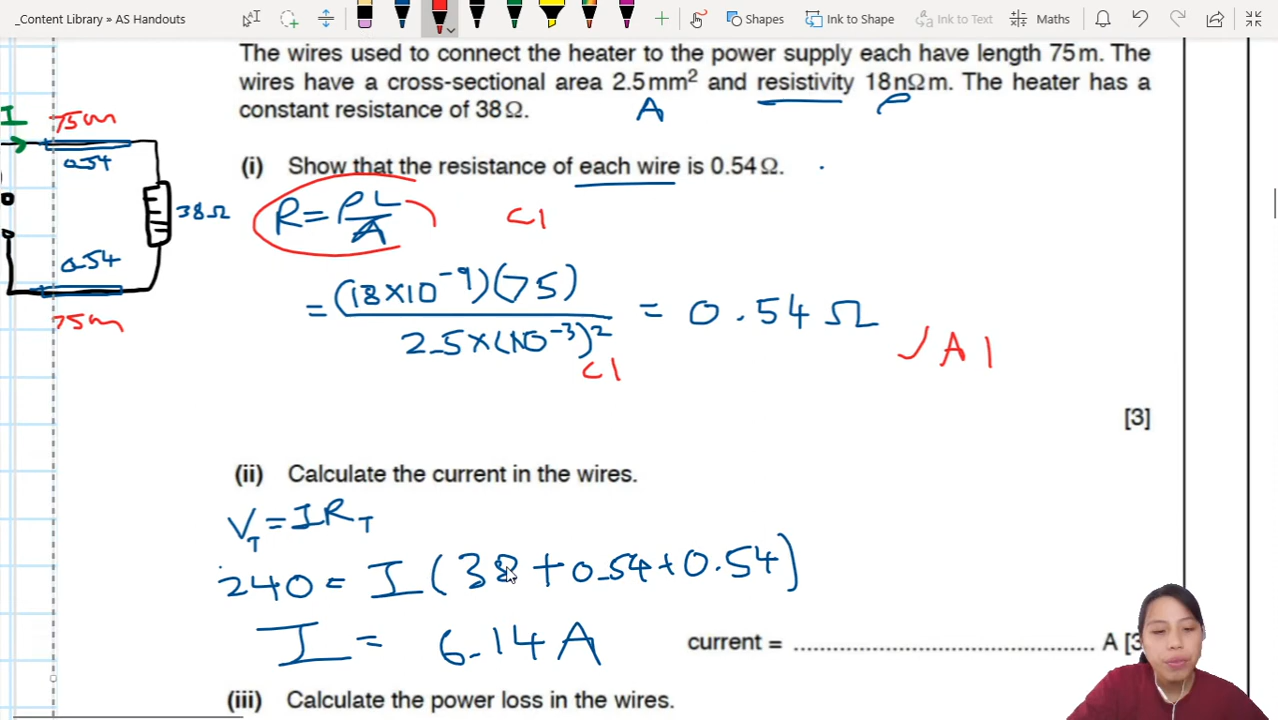 _Content Library » AS Handouts
Shapes
Ink to Shape
Ink to Text
Maths
The wires used to connect the heater to the power supply each have length 75 m. The
wires have a cross-sectional area 2.5 mm² and resistivity 18 nΩ m. The heater has a
constant resistance of 38 Ω.
A
ρ
I
75m
0.54
38Ω
0.54
75m
(i) Show that the resistance of each wire is 0.54 Ω.
R = ρL/A
C1
= (18×10⁻⁹)(75) / 2.5×(10⁻³)² = 0.54 Ω
C1
✓ A1
[3]
(ii) Calculate the current in the wires.
V_T = IR_T
240 = I (38 + 0.54 + 0.54)
I = 6.14 A
current = ................................................ A [3
(iii) Calculate the power loss in the wires.